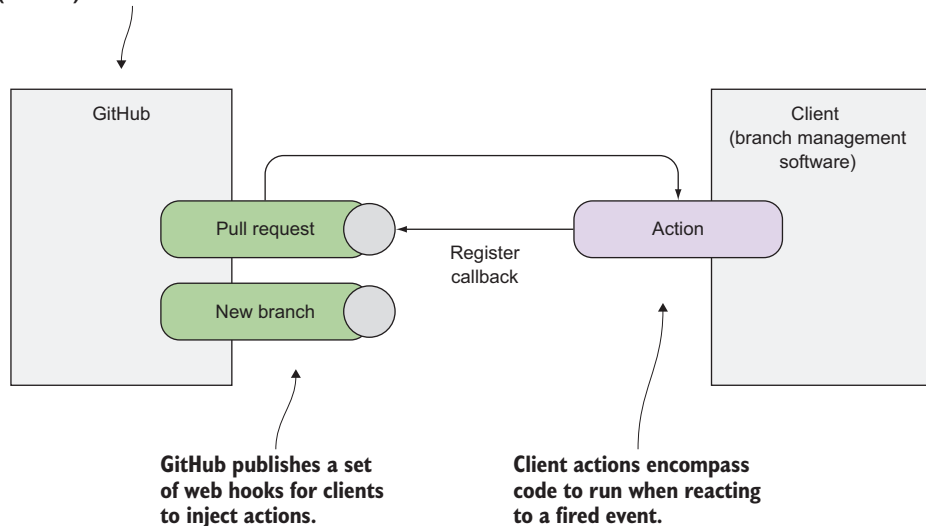 GitHub
Client
(branch management
software)
Pull request
Action
Register
callback
New branch
GitHub publishes a set
of web hooks for clients
to inject actions.
Client actions encompass
code to run when reacting
to a fired event.